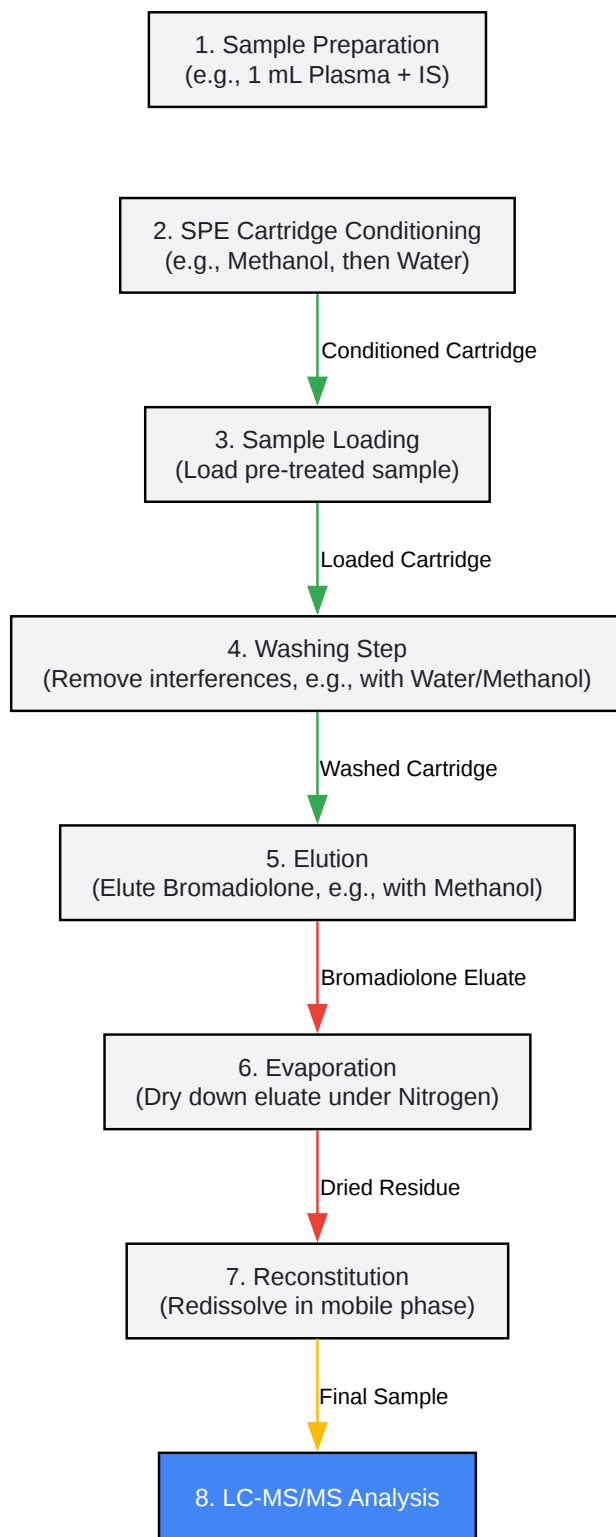 1. Sample Preparation
(e.g., 1 mL Plasma + IS)
2. SPE Cartridge Conditioning
(e.g., Methanol, then Water)
Conditioned Cartridge
3. Sample Loading
(Load pre-treated sample)
Loaded Cartridge
4. Washing Step
(Remove interferences, e.g., with Water/Methanol)
Washed Cartridge
5. Elution
(Elute Bromadiolone, e.g., with Methanol)
Bromadiolone Eluate
6. Evaporation
(Dry down eluate under Nitrogen)
Dried Residue
7. Reconstitution
(Redissolve in mobile phase)
Final Sample
8. LC-MS/MS Analysis